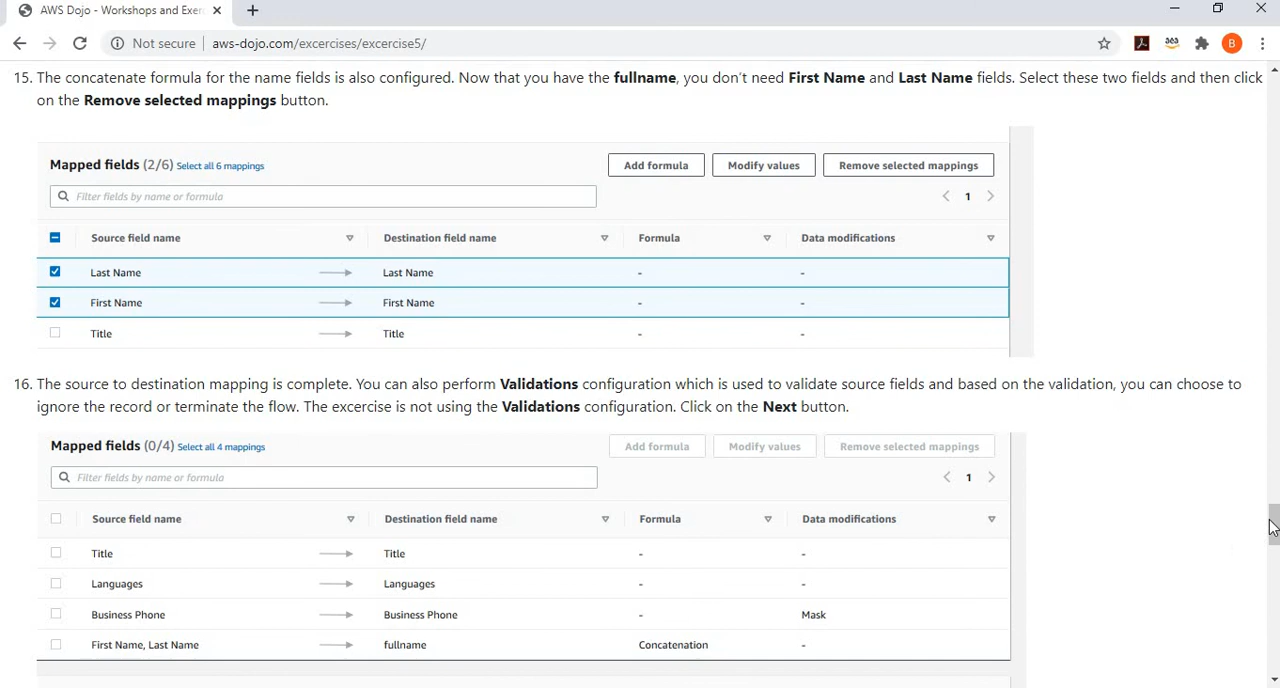 AWS Dojo - Workshops and Exer
Not secure | aws-dojo.com/excercises/excercise5/
B
15. The concatenate formula for the name fields is also configured. Now that you have the fullname, you don't need First Name and Last Name fields. Select these two fields and then click
on the Remove selected mappings button.
Mapped fields (2/6) Select all 6 mappings
Add formula Modify values Remove selected mappings
Filter fields by name or formula
1
Source field name Destination field name Formula Data modifications
Last Name Last Name - -
First Name First Name - -
Title Title - -
16. The source to destination mapping is complete. You can also perform Validations configuration which is used to validate source fields and based on the validation, you can choose to
ignore the record or terminate the flow. The excercise is not using the Validations configuration. Click on the Next button.
Mapped fields (0/4) Select all 4 mappings
Add formula Modify values Remove selected mappings
Filter fields by name or formula
1
Source field name Destination field name Formula Data modifications
Title Title - -
Languages Languages - -
Business Phone Business Phone - Mask
First Name, Last Name fullname Concatenation -